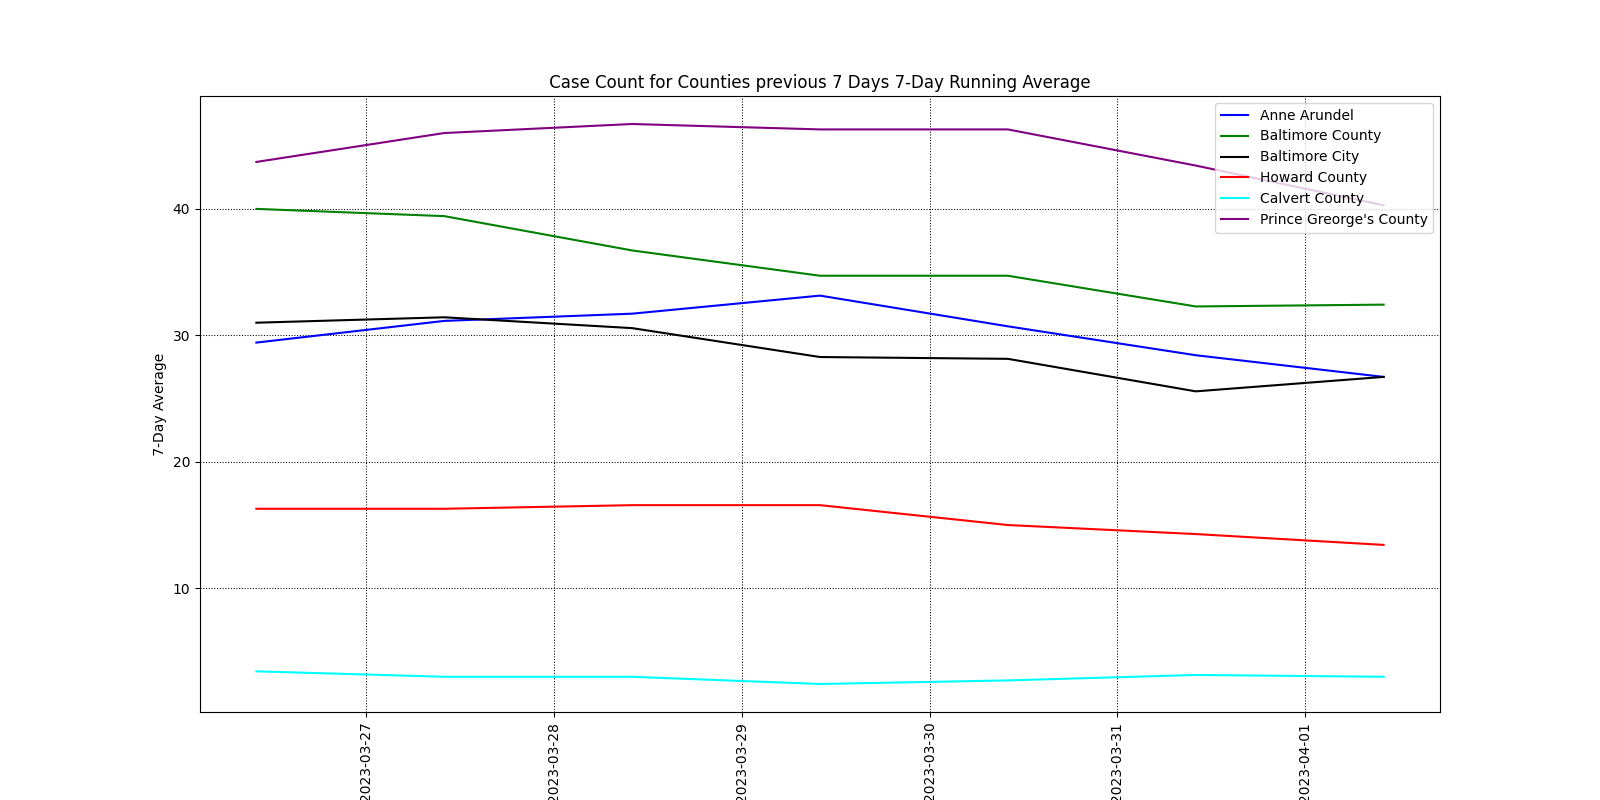 Case Count for Counties previous 7 Days 7-Day Running Average
Anne Arundel
Baltimore County
Baltimore City
Howard County
Calvert County
Prince Greorge's County
7-Day Average
40
30
20
10
2023-03-27
2023-03-28
2023-03-29
2023-03-30
2023-03-31
2023-04-01